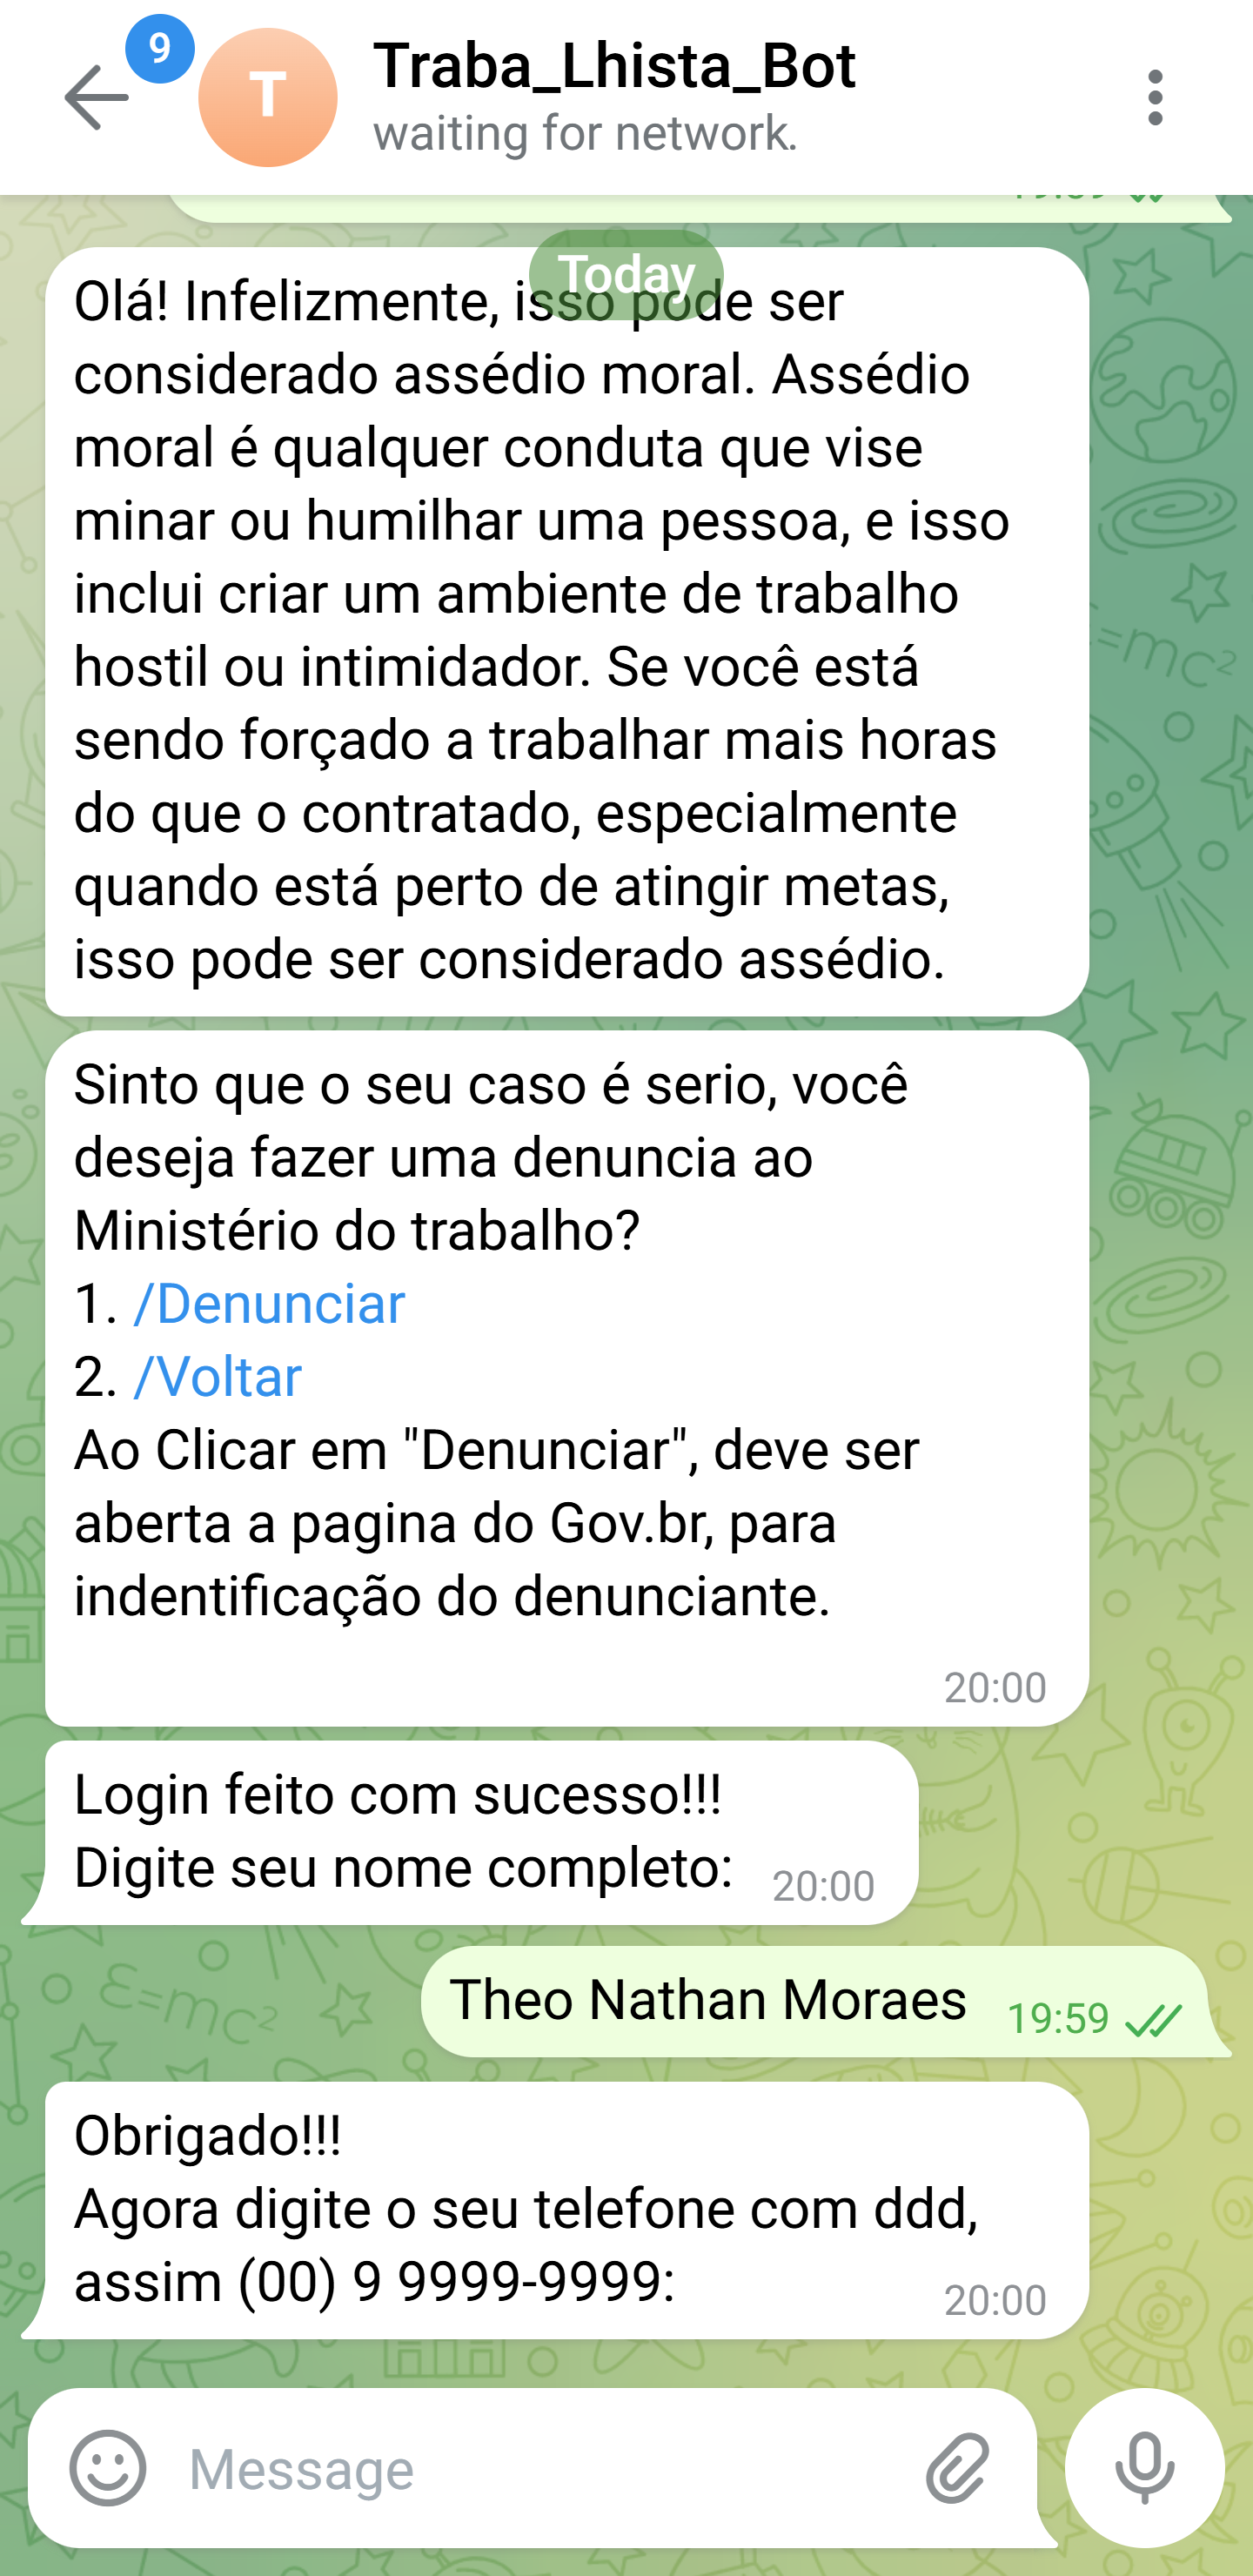 9
T
Traba_Lhista_Bot
waiting for network.
Today
Olá! Infelizmente, isso pode ser
considerado assédio moral. Assédio
moral é qualquer conduta que vise
minar ou humilhar uma pessoa, e isso
inclui criar um ambiente de trabalho
hostil ou intimidador. Se você está
sendo forçado a trabalhar mais horas
do que o contratado, especialmente
quando está perto de atingir metas,
isso pode ser considerado assédio.
Sinto que o seu caso é serio, você
deseja fazer uma denuncia ao
Ministério do trabalho?
1. /Denunciar
2. /Voltar
Ao Clicar em "Denunciar", deve ser
aberta a pagina do Gov.br, para
indentificação do denunciante.
20:00
Login feito com sucesso!!!
Digite seu nome completo: 20:00
Theo Nathan Moraes 19:59
Obrigado!!!
Agora digite o seu telefone com ddd,
assim (00) 9 9999-9999: 20:00
Message